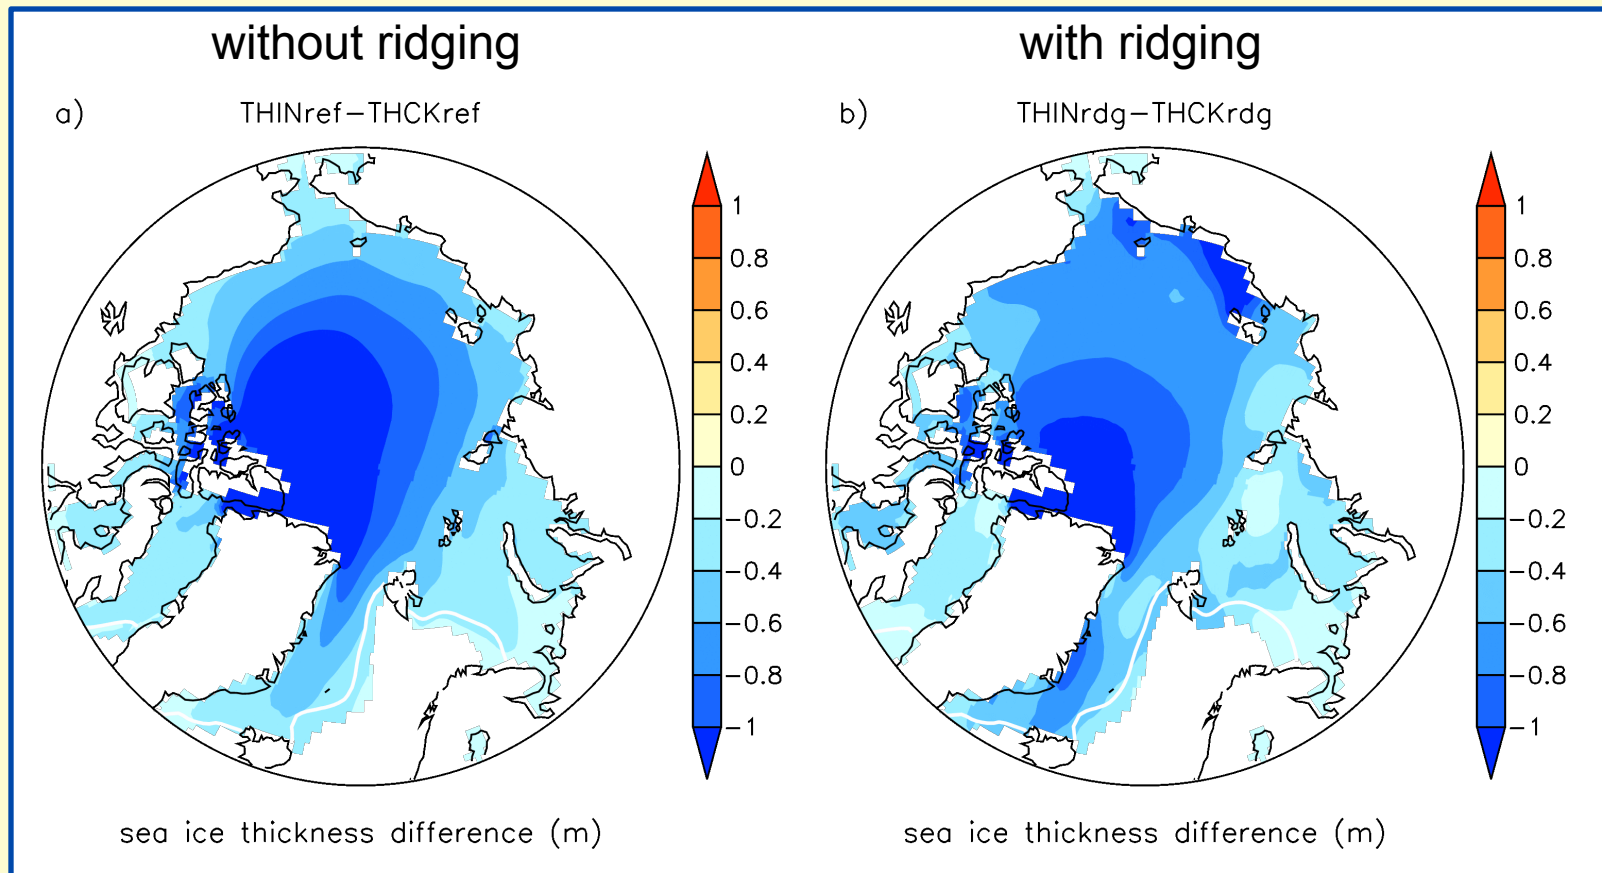 without ridging
with ridging
a)
THINref−THCKref
b)
THINrdg−THCKrdg
1
0.8
0.6
0.4
0.2
0
−0.2
−0.4
−0.6
−0.8
−1
1
0.8
0.6
0.4
0.2
0
−0.2
−0.4
−0.6
−0.8
−1
sea ice thickness difference (m)
sea ice thickness difference (m)